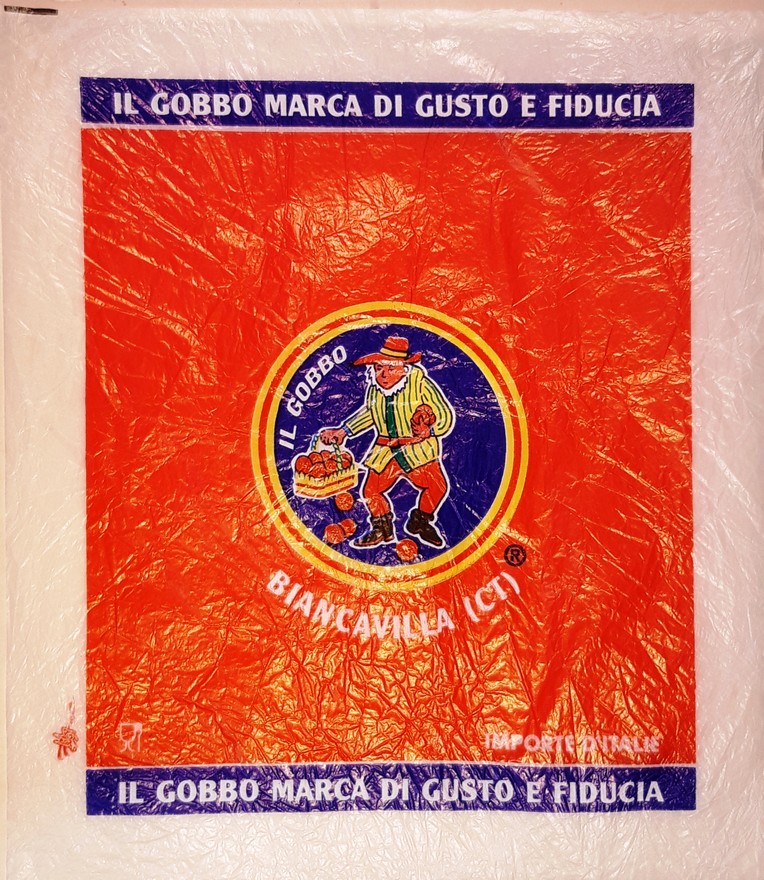 IL GOBBO MARCA DI GUSTO E FIDUCIA
IL GOBBO
®
BIANCAVILLA (CT)
IMPORTE D'ITALIE
IL GOBBO MARCA DI GUSTO E FIDUCIA